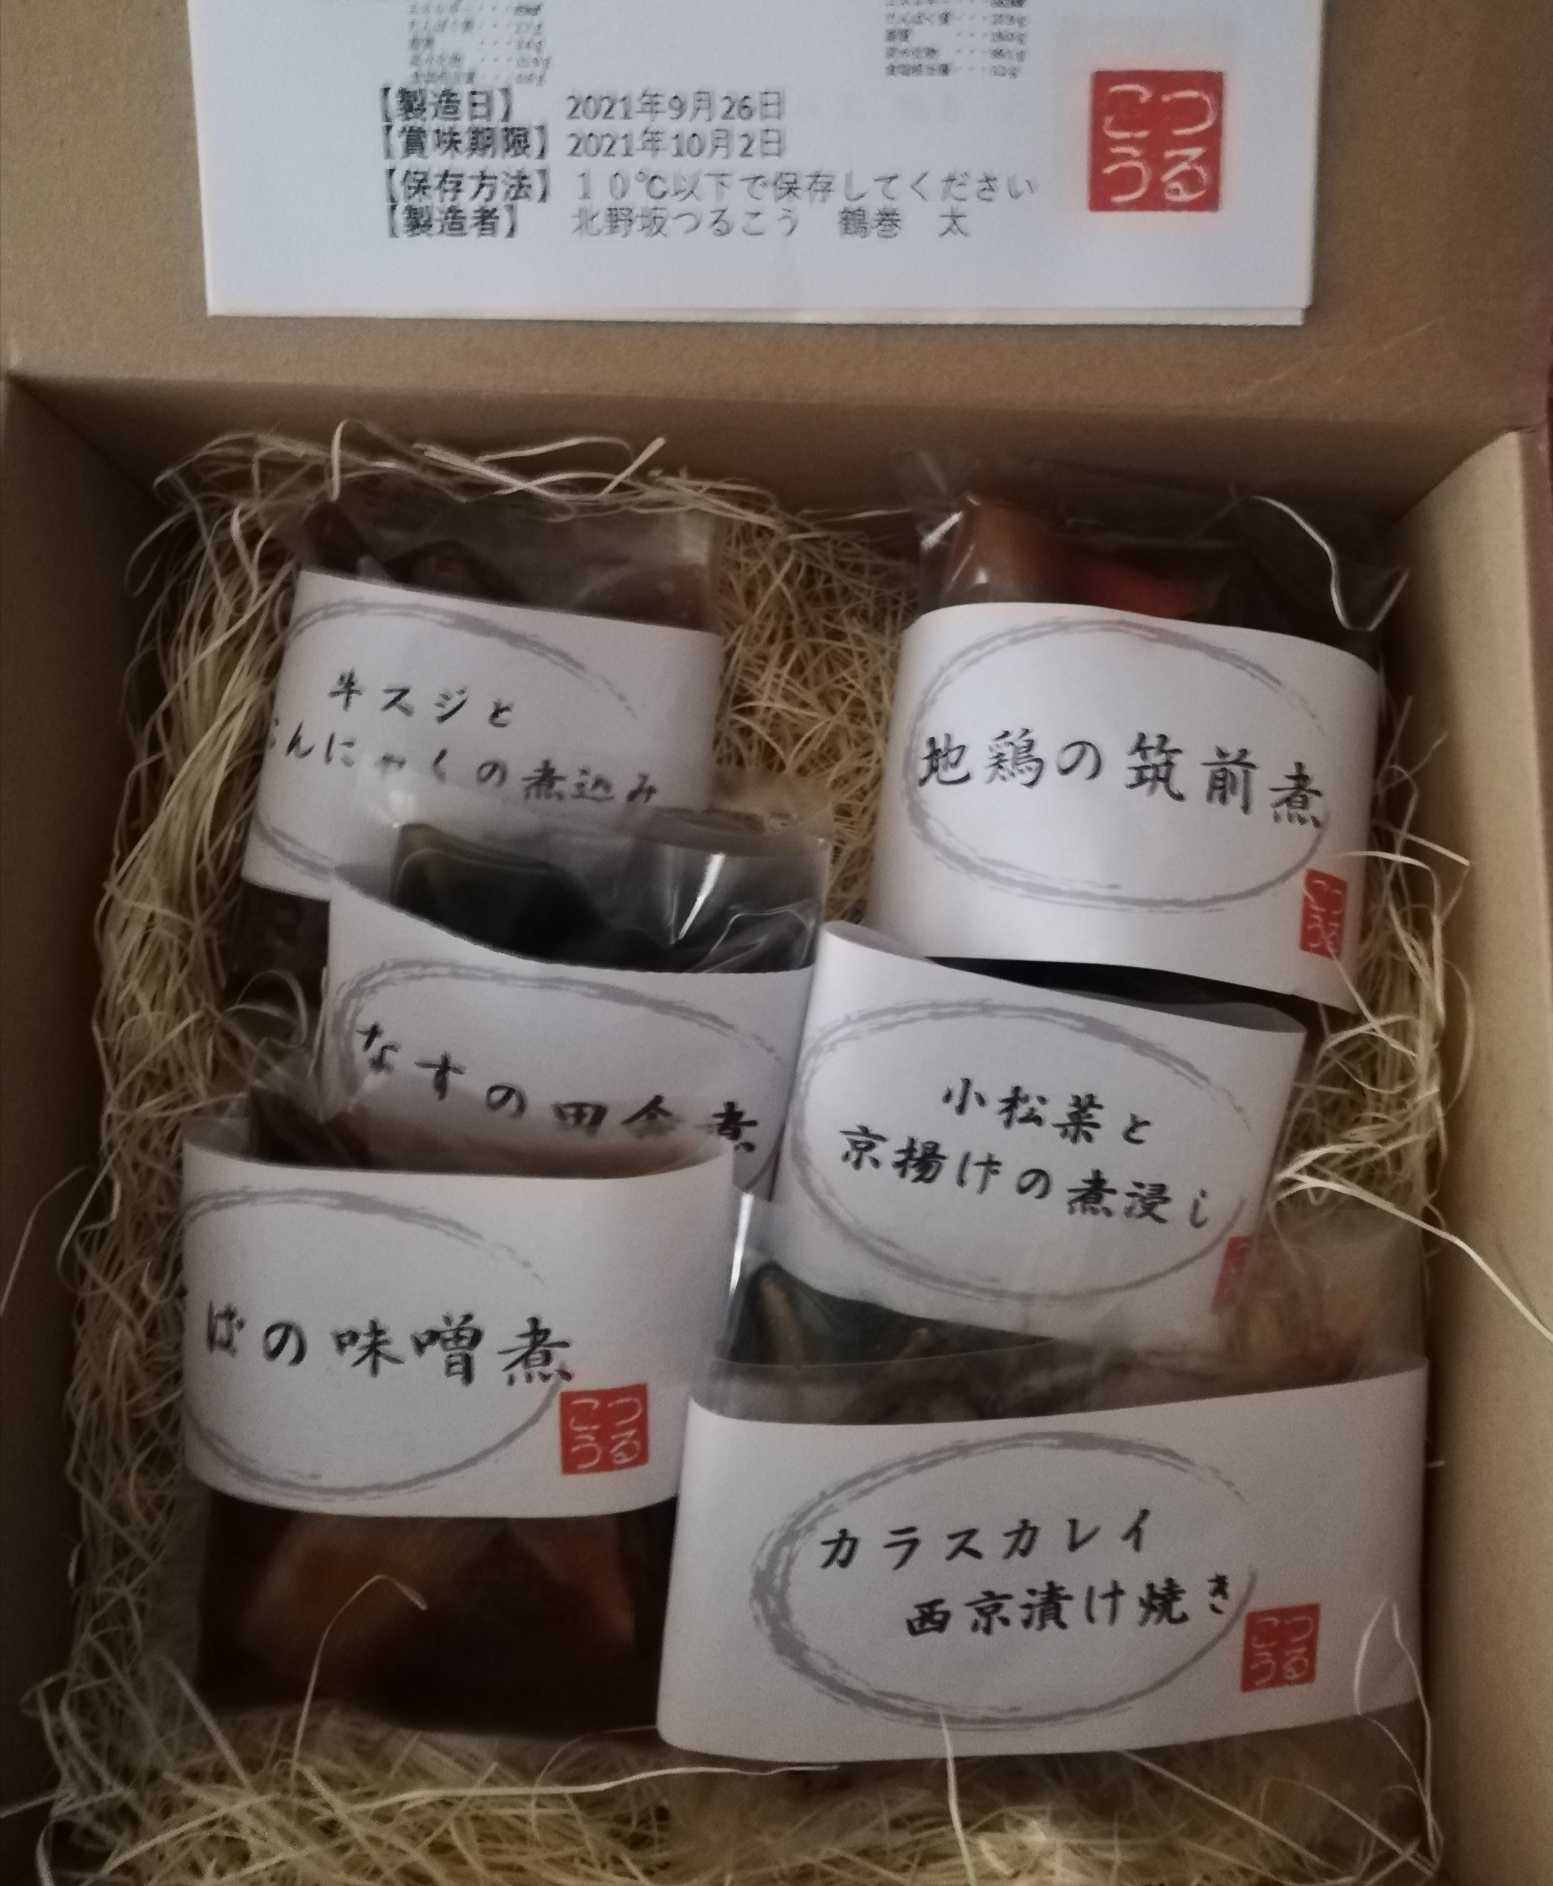 【製造日】 2021年9月26日
【賞味期限】 2021年10月2日
【保存方法】 10℃以下で保存してください
【製造者】 北野坂つるこう 鶴巻 太
つるこう
牛スジと
んにゃくの煮込み
地鶏の筑前煮
つるこう
なすの田舎煮
小松菜と
京揚げの煮浸し
ばの味噌煮
つるこう
カラスカレイ
西京漬け焼き
つるこう